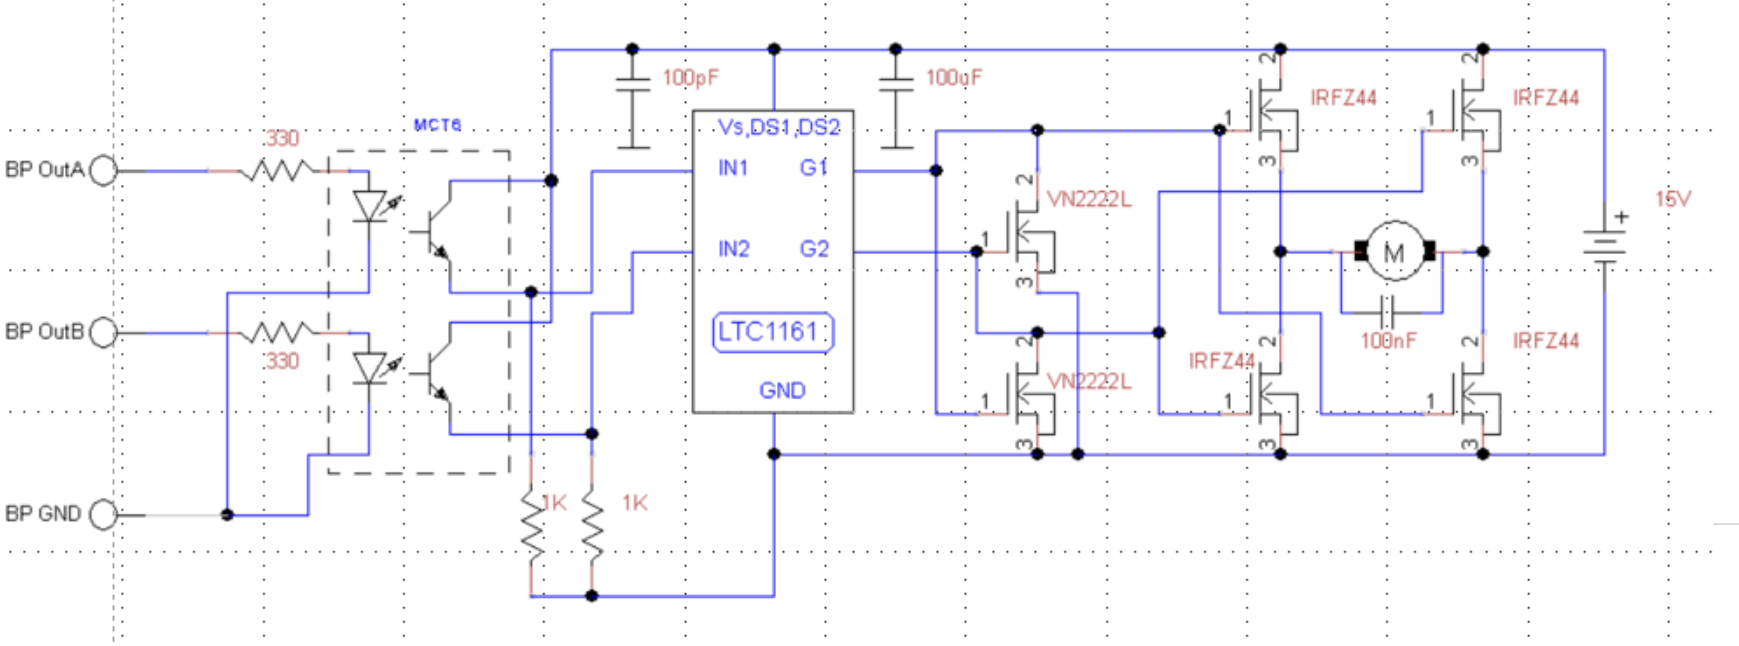 100pF
100uF
IRFZ44
IRFZ44
MCT6
330
Vs,DS1,DS2
BP OutA
IN1
G1
VN2222L
15V
+
IN2
G2
M
BP OutB
330
LTC1161
100nF
IRFZ44
IRFZ44
VN2222L
GND
1K
1K
BP GND
2
2
1
1
3
3
2
1
3
2
1
3
2
1
3
2
1
3